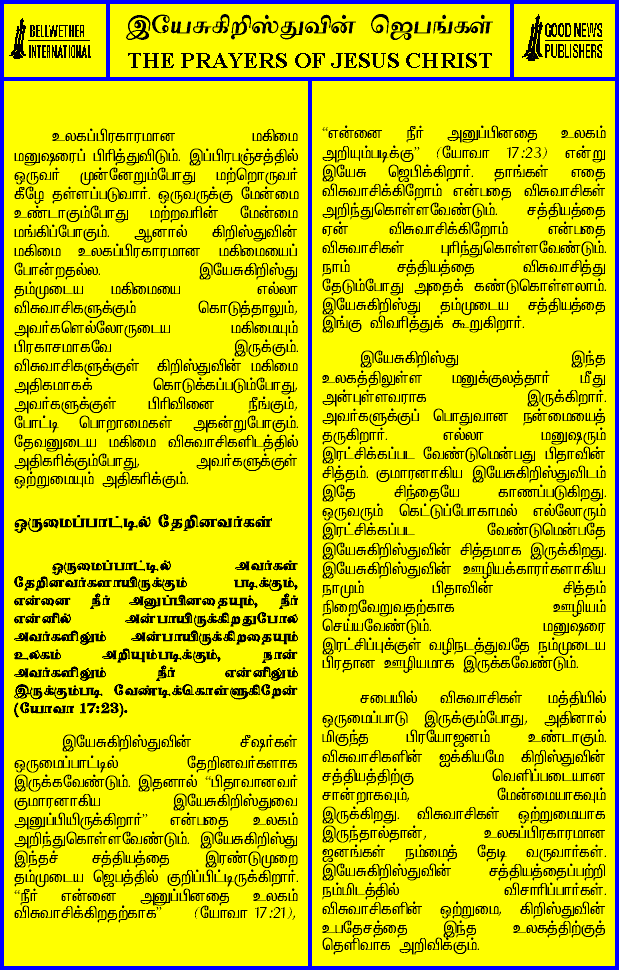 BELLWETHER
INTERNATIONAL
இயேசுகிறிஸ்துவின் ஜெபங்கள்
THE PRAYERS OF JESUS CHRIST
GOOD NEWS
PUBLISHERS
உலகப்பிரகாரமான மகிமை
மனுஷரைப் பிரித்துவிடும். இப்பிரபஞ்சத்தில்
ஒருவர் முன்னேறும்போது மற்றொருவர்
கீழே தள்ளப்படுவார். ஒருவருக்கு மேன்மை
உண்டாகும்போது மற்றவரின் மேன்மை
மங்கிப்போகும். ஆனால் கிறிஸ்துவின்
மகிமை உலகப்பிரகாரமான மகிமையைப்
போன்றதல்ல. இயேசுகிறிஸ்து
தம்முடைய மகிமையை எல்லா
விசுவாசிகளுக்கும் கொடுத்தாலும்,
அவர்களெல்லோருடைய மகிமையும்
பிரகாசமாகவே இருக்கும்.
விசுவாசிகளுக்குள் கிறிஸ்துவின் மகிமை
அதிகமாகக் கொடுக்கப்படும்போது,
அவர்களுக்குள் பிரிவினை நீங்கும்,
போட்டி பொறாமைகள் அகன்றுபோகும்.
தேவனுடைய மகிமை விசுவாசிகளிடத்தில்
அதிகரிக்கும்போது, அவர்களுக்குள்
ஒற்றுமையும் அதிகரிக்கும்.
ஒருமைப்பாட்டில் தேறினவர்கள்
ஒருமைப்பாட்டில் அவர்கள்
தேறினவர்களாயிருக்கும் படிக்கும்,
என்னை நீர் அனுப்பினதையும், நீர்
என்னில் அன்பாயிருக்கிறதுபோல
அவர்களிலும் அன்பாயிருக்கிறதையும்
உலகம் அறியும்படிக்கும், நான்
அவர்களிலும் நீர் என்னிலும்
இருக்கும்படி வேண்டிக்கொள்ளுகிறேன்
(யோவா 17:23).
இயேசுகிறிஸ்துவின் சீஷர்கள்
ஒருமைப்பாட்டில் தேறினவர்களாக
இருக்கவேண்டும். இதனால் “பிதாவானவர்
குமாரனாகிய இயேசுகிறிஸ்துவை
அனுப்பியிருக்கிறார்” என்பதை உலகம்
அறிந்துகொள்ளவேண்டும். இயேசுகிறிஸ்து
இந்தச் சத்தியத்தை இரண்டுமுறை
தம்முடைய ஜெபத்தில் குறிப்பிட்டிருக்கிறார்.
“நீர் என்னை அனுப்பினதை உலகம்
விசுவாசிக்கிறதற்காக” (யோவா 17:21),
“என்னை நீர் அனுப்பினதை உலகம்
அறியும்படிக்கு” (யோவா 17:23) என்று
இயேசு ஜெபிக்கிறார். தாங்கள் எதை
விசுவாசிக்கிறோம் என்பதை விசுவாசிகள்
அறிந்துகொள்ளவேண்டும். சத்தியத்தை
ஏன் விசுவாசிக்கிறோம் என்பதை
விசுவாசிகள் புரிந்துகொள்ளவேண்டும்.
நாம் சத்தியத்தை விசுவாசித்து
தேடும்போது அதைக் கண்டுகொள்ளலாம்.
இயேசுகிறிஸ்து தம்முடைய சத்தியத்தை
இங்கு விவரித்துக் கூறுகிறார்.
இயேசுகிறிஸ்து இந்த
உலகத்திலுள்ள மனுக்குலத்தார் மீது
அன்புள்ளவராக இருக்கிறார்.
அவர்களுக்குப் பொதுவான நன்மையைத்
தருகிறார். எல்லா மனுஷரும்
இரட்சிக்கப்பட வேண்டுமென்பது பிதாவின்
சித்தம். குமாரனாகிய இயேசுகிறிஸ்துவிடம்
இதே சிந்தையே காணப்படுகிறது.
ஒருவரும் கெட்டுப்போகாமல் எல்லோரும்
இரட்சிக்கப்பட வேண்டுமென்பதே
இயேசுகிறிஸ்துவின் சித்தமாக இருக்கிறது.
இயேசுகிறிஸ்துவின் ஊழியக்காரர்களாகிய
நாமும் பிதாவின் சித்தம்
நிறைவேறுவதற்காக ஊழியம்
செய்யவேண்டும். மனுஷரை
இரட்சிப்புக்குள் வழிநடத்துவதே நம்முடைய
பிரதான ஊழியமாக இருக்கவேண்டும்.
சபையில் விசுவாசிகள் மத்தியில்
ஒருமைப்பாடு இருக்கும்போது, அதினால்
மிகுந்த பிரயோஜனம் உண்டாகும்.
விசுவாசிகளின் ஐக்கியமே கிறிஸ்துவின்
சத்தியத்திற்கு வெளிப்படையான
சான்றாகவும், மேன்மையாகவும்
இருக்கிறது. விசுவாசிகள் ஒற்றுமையாக
இருந்தால்தான், உலகப்பிரகாரமான
ஜனங்கள் நம்மைத் தேடி வருவார்கள்.
இயேசுகிறிஸ்துவின் சத்தியத்தைப்பற்றி
நம்மிடத்தில் விசாரிப்பார்கள்.
விசுவாசிகளின் ஒற்றுமை, கிறிஸ்துவின்
உபதேசத்தை இந்த உலகத்திற்குத்
தெளிவாக அறிவிக்கும்.